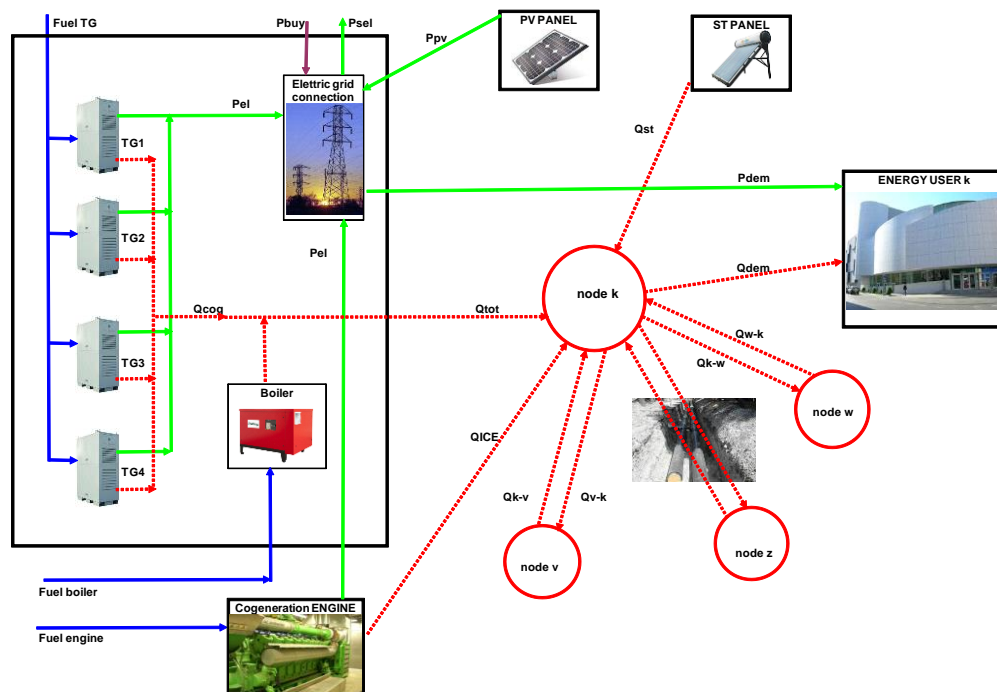 Fuel TG
Pbuy
Psel
Ppv
PV PANEL
ST PANEL
Elettric grid
connection
Pel
TG1
Qst
Pdem
ENERGY USER k
TG2
Pel
node k
Qdem
Qcog
Qtot
Qw-k
Qk-w
TG3
Boiler
node w
QICE
TG4
Qk-v
Qv-k
node z
node v
Fuel boiler
Cogeneration ENGINE
Fuel engine